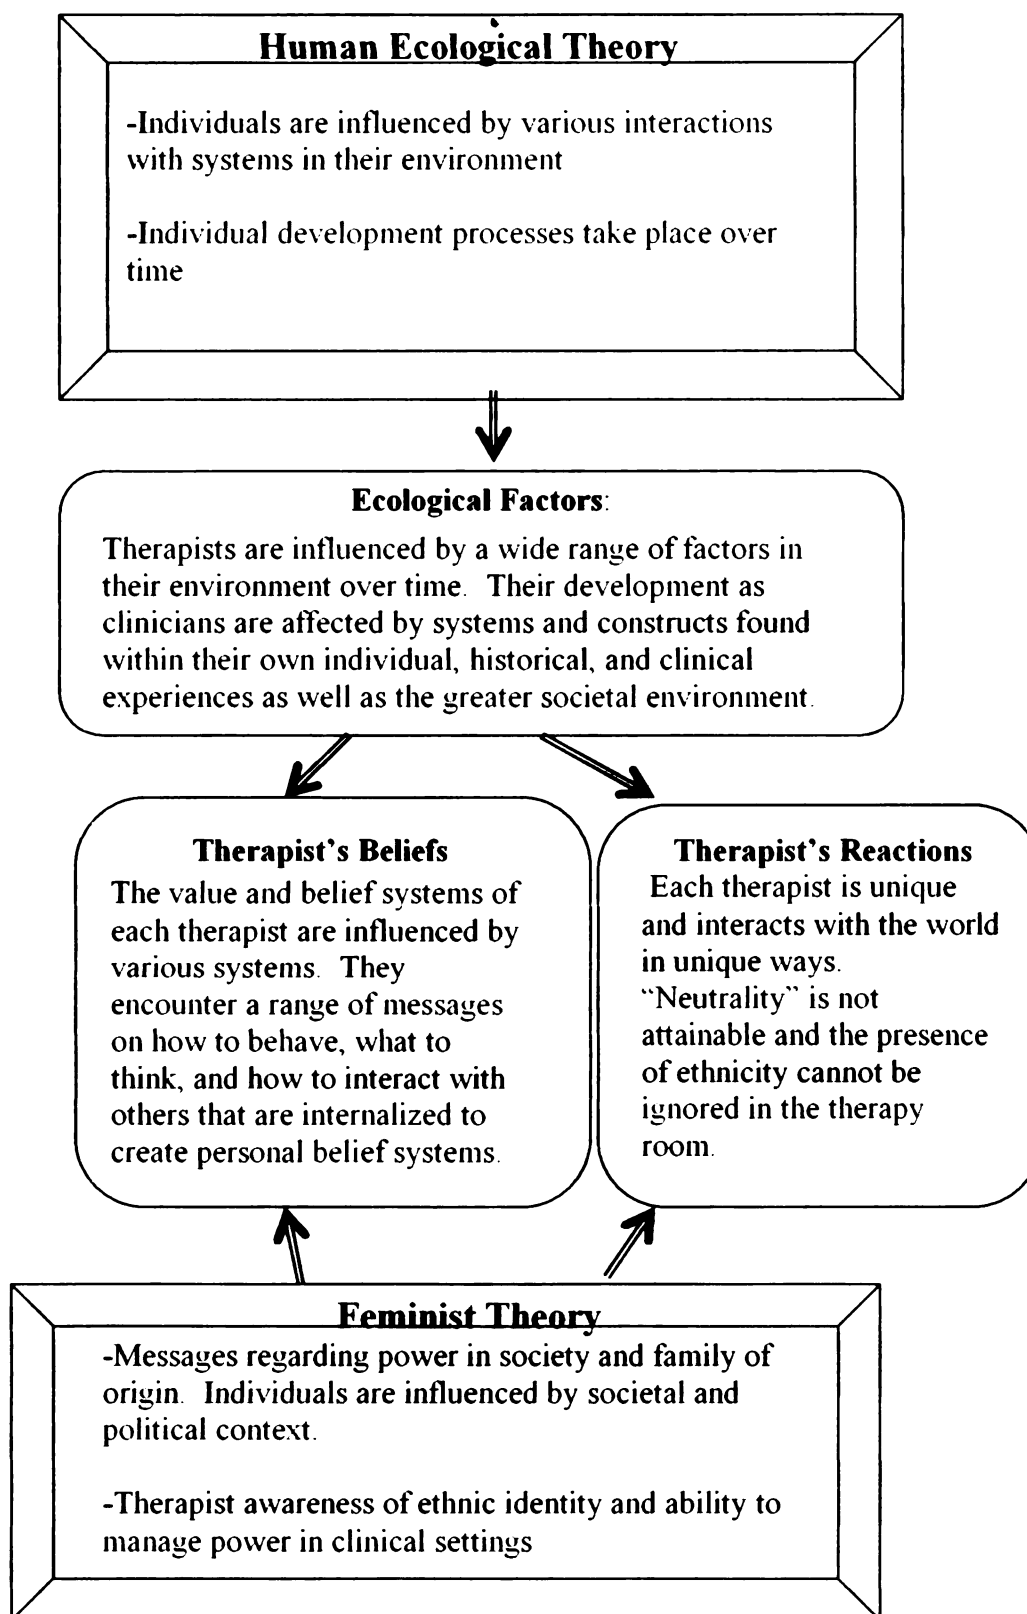 Human Ecological Theory
-Individuals are influenced by various interactions
with systems in their environment
-Individual development processes take place over
time
Ecological Factors:
Therapists are influenced by a wide range of factors in
their environment over time. Their development as
clinicians are affected by systems and constructs found
within their own individual, historical, and clinical
experiences as well as the greater societal environment.
Therapist's Beliefs
The value and belief systems of
each therapist are influenced by
various systems. They
encounter a range of messages
on how to behave, what to
think, and how to interact with
others that are internalized to
create personal belief systems.
Therapist's Reactions
Each therapist is unique
and interacts with the world
in unique ways.
“Neutrality” is not
attainable and the presence
of ethnicity cannot be
ignored in the therapy
room.
Feminist Theory
-Messages regarding power in society and family of
origin. Individuals are influenced by societal and
political context.
-Therapist awareness of ethnic identity and ability to
manage power in clinical settings